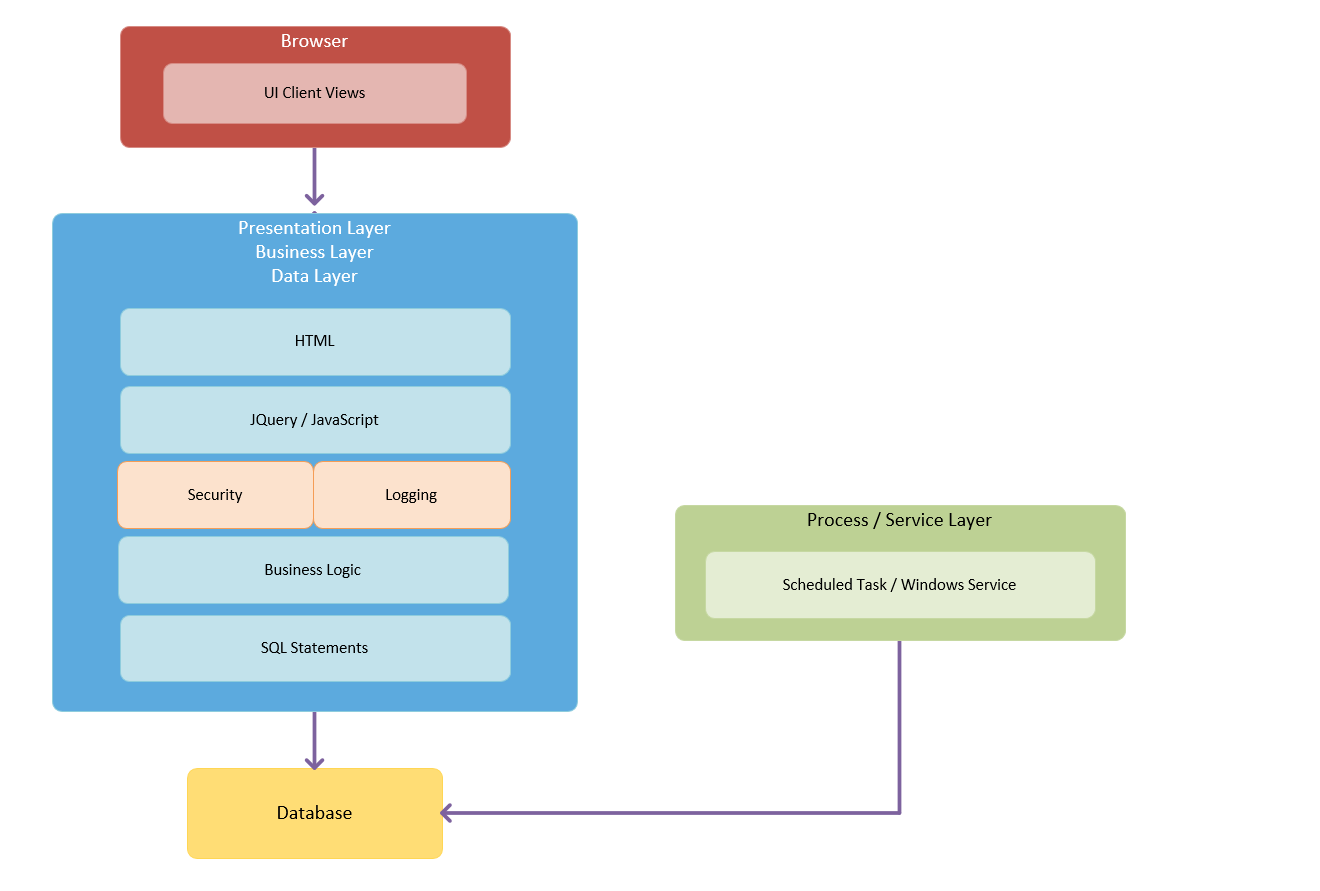 Browser
UI Client Views
Presentation Layer
Business Layer
Data Layer
HTML
JQuery / JavaScript
Security
Logging
Business Logic
SQL Statements
Process / Service Layer
Scheduled Task / Windows Service
Database